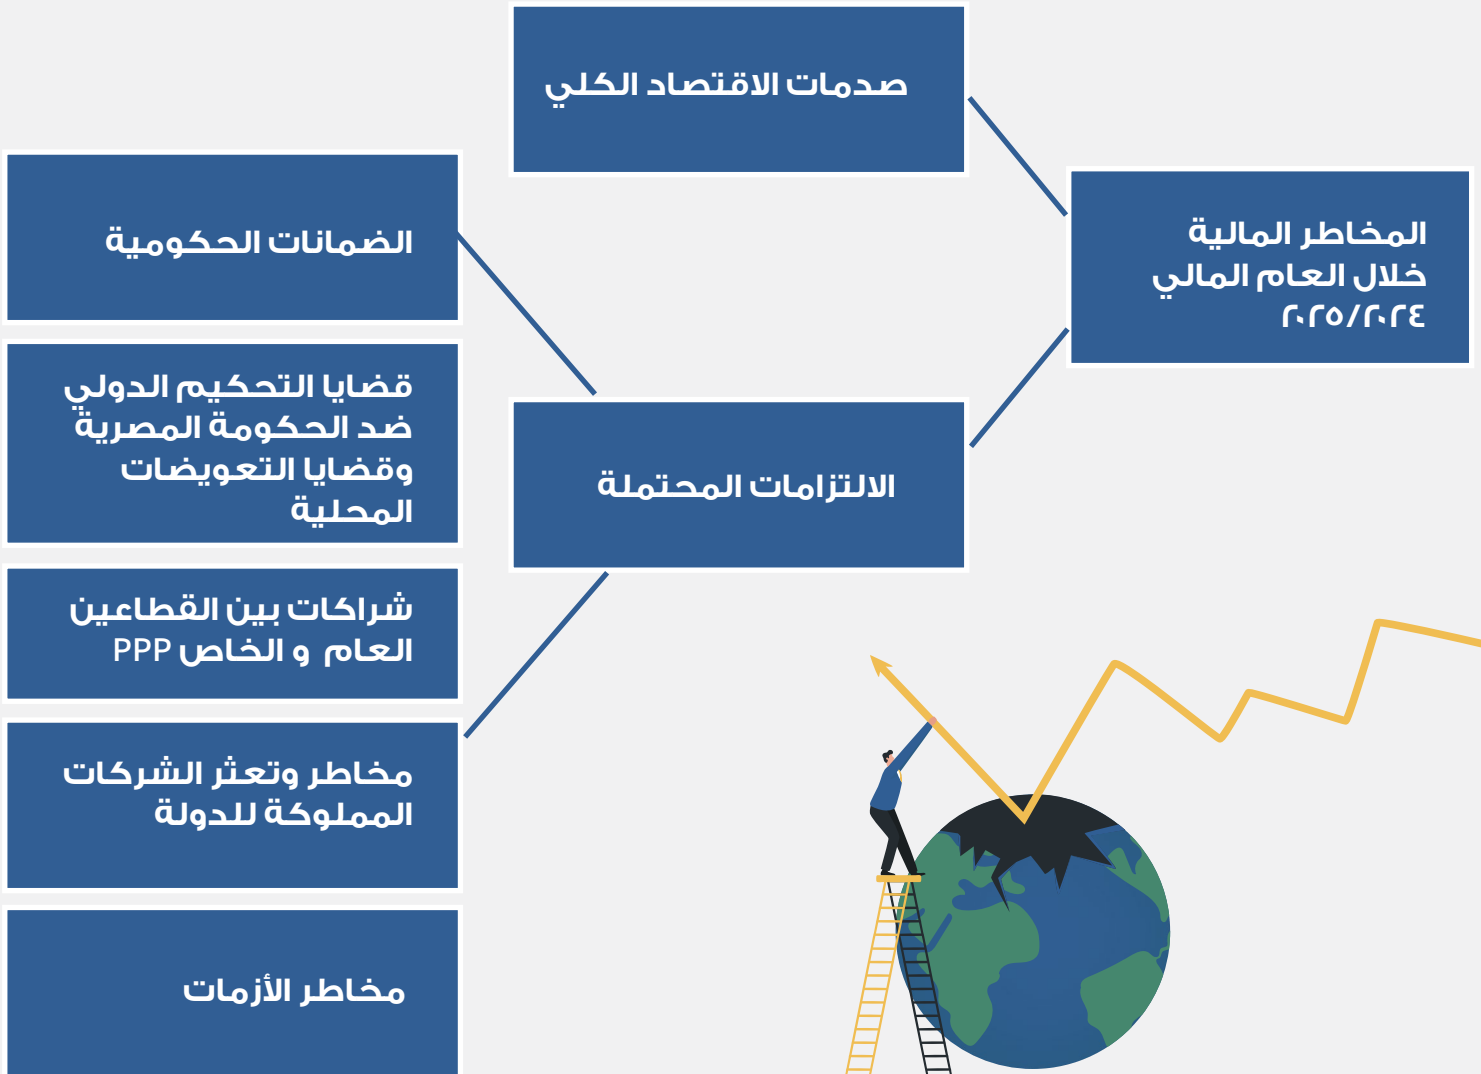 صدمات الاقتصاد الكلي
المخاطر المالية
خلال العام المالي
٢٠٢٥/٢٠٢٤
الالتزامات المحتملة
الضمانات الحكومية
قضايا التحكيم الدولي
ضد الحكومة المصرية
وقضايا التعويضات
المحلية
شراكات بين القطاعين
العام و الخاص PPP
مخاطر وتعثر الشركات
المملوكة للدولة
مخاطر الأزمات